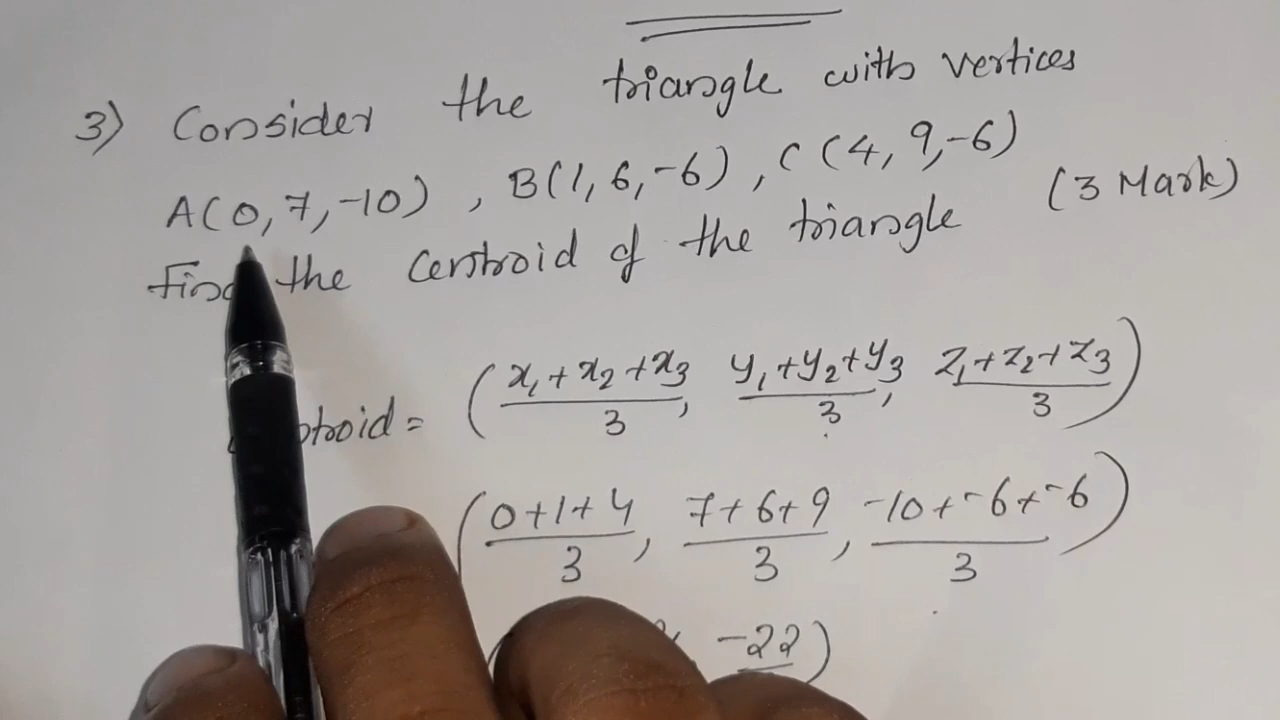 3) Consider the triangle with vertices
A(0, 7, -10) , B(1, 6, -6) , C (4, 9, -6)
the Centroid of the triangle (3 Mark)
= (x₁+x₂+x₃/3, y₁+y₂+y₃/3, z₁+z₂+z₃/3)
(0+1+4/3, 7+6+9/3, -10+-6+-6/3)
-22)